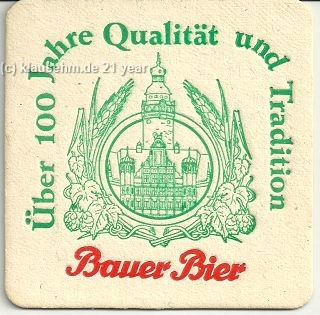 Über 100 Jahre Qualität und Tradition
(c) klausehm.de 21 year
Bauer Bier